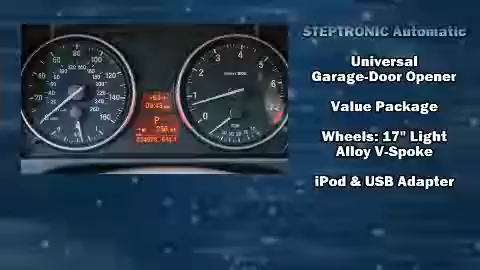 STEPTRONIC Automatic
Universal
Garage-Door Opener
Value Package
Wheels: 17" Light
Alloy V-Spoke
iPod & USB Adapter